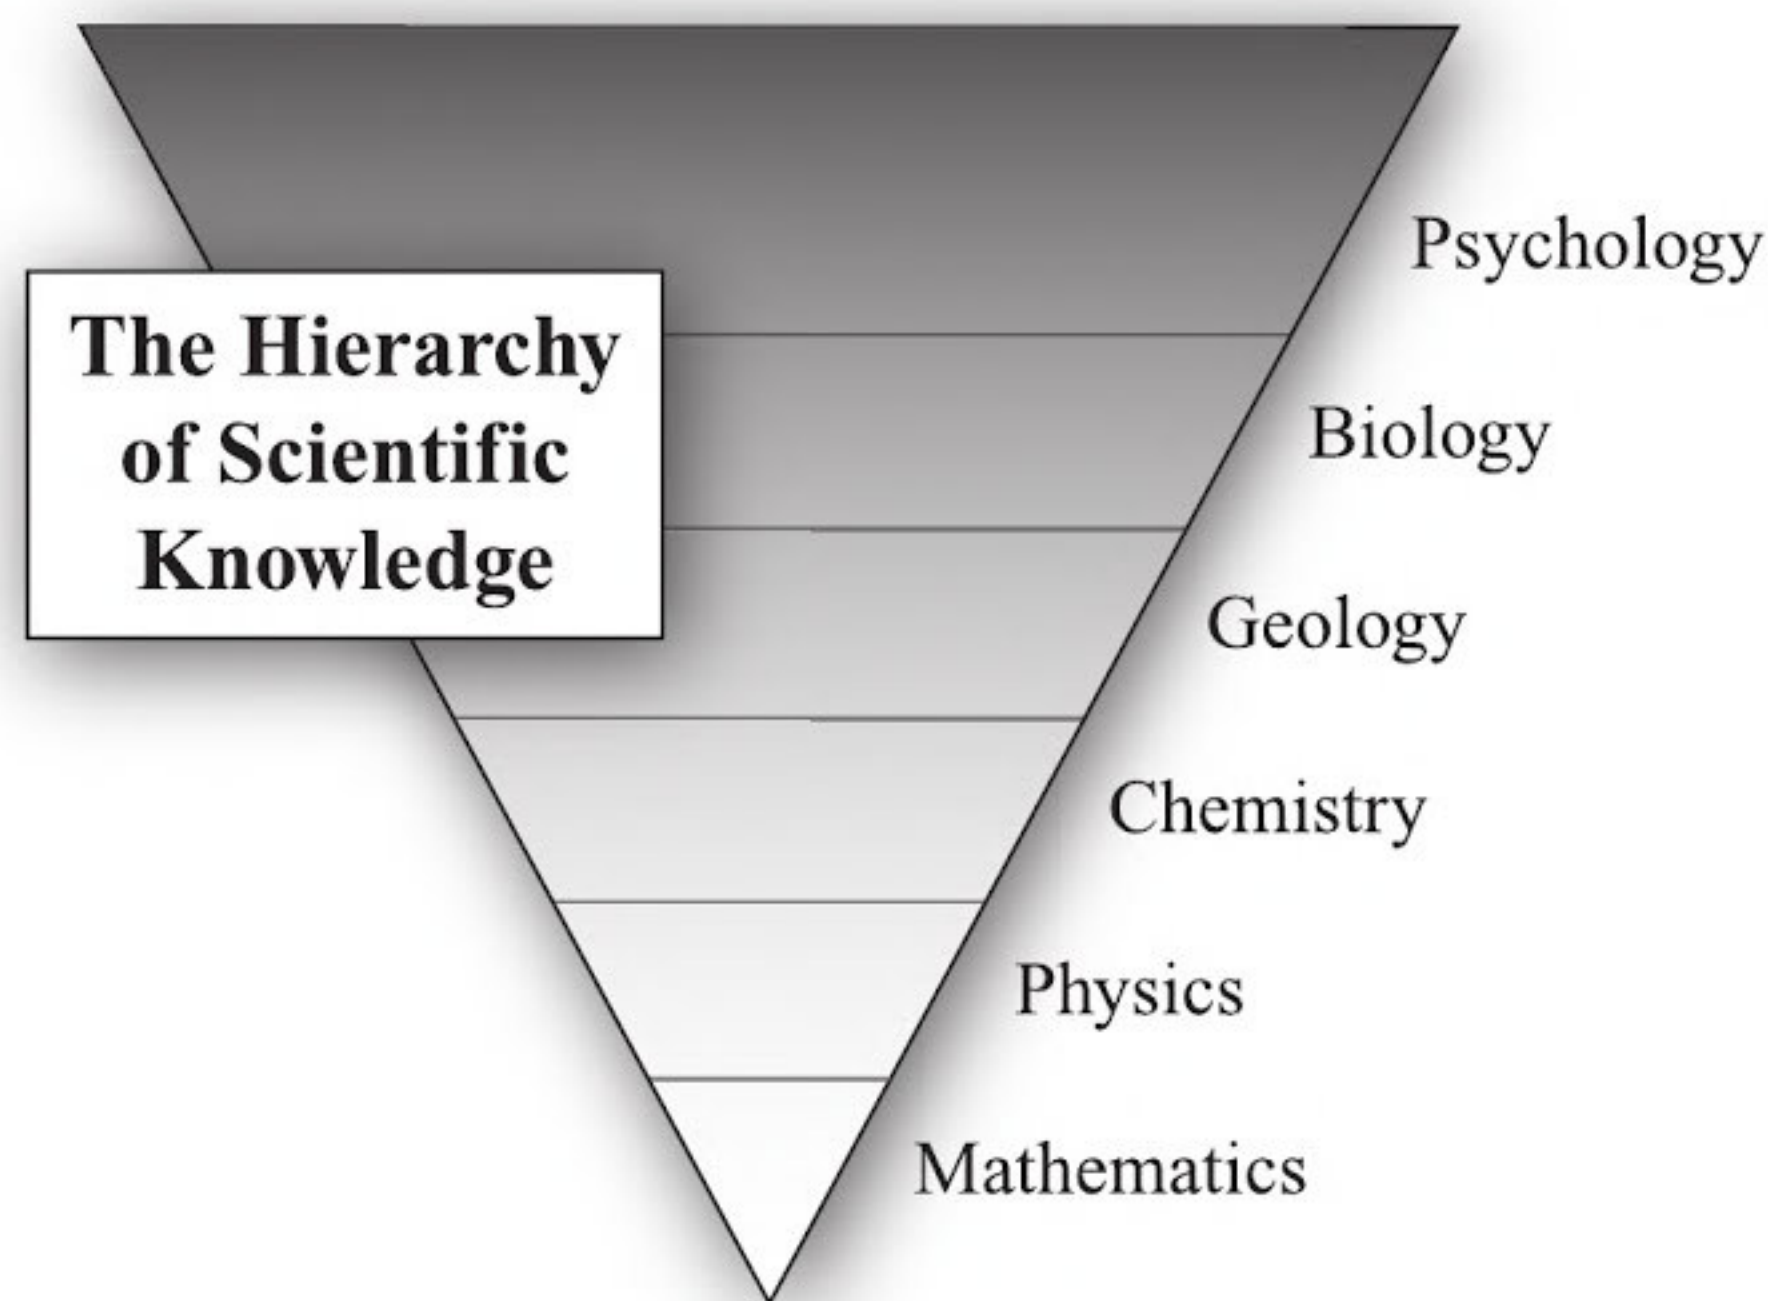 Psychology
The Hierarchy
of Scientific
Knowledge
Biology
Geology
Chemistry
Physics
Mathematics